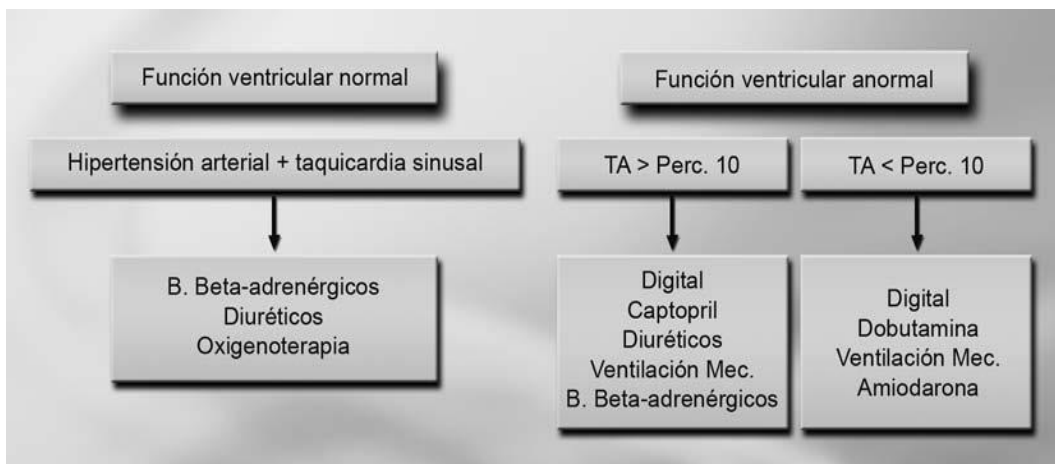 Función ventricular normal
Hipertensión arterial + taquicardia sinusal
B. Beta-adrenérgicos
Diuréticos
Oxigenoterapia
Función ventricular anormal
TA > Perc. 10
Digital
Captopril
Diuréticos
Ventilación Mec.
B. Beta-adrenérgicos
TA < Perc. 10
Digital
Dobutamina
Ventilación Mec.
Amiodarona